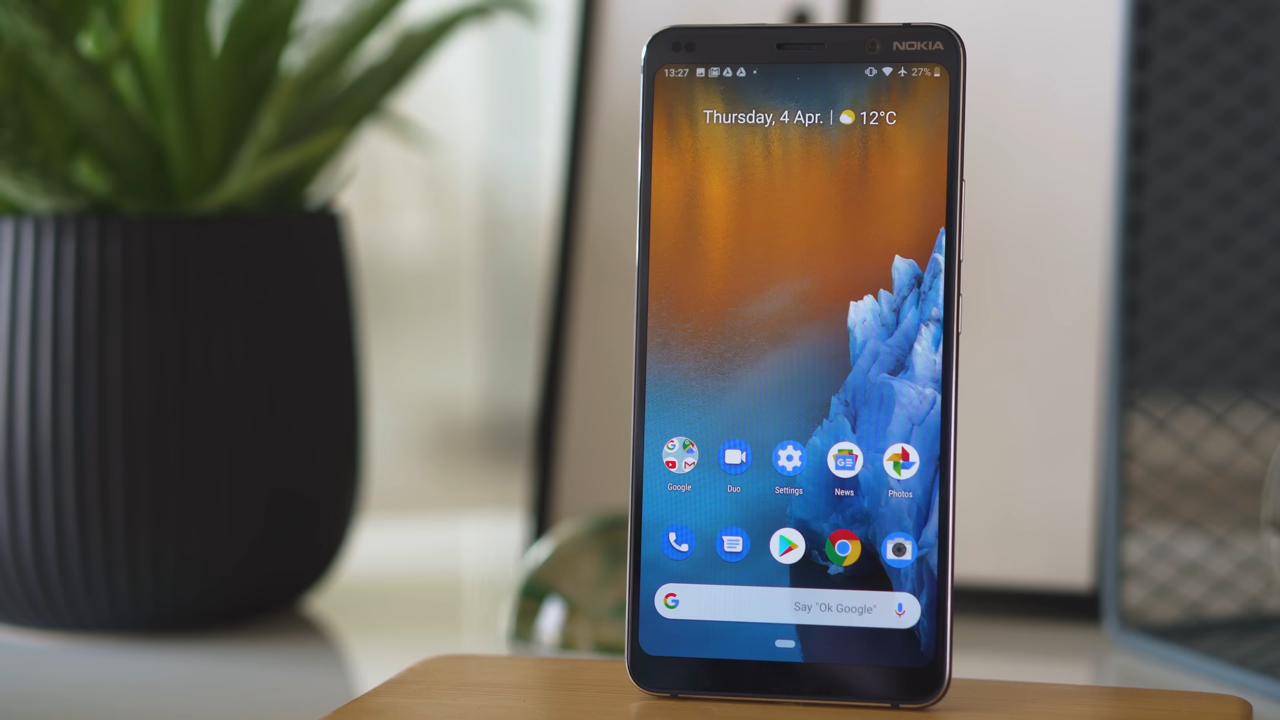 NOKIA
13:27 27%
Thursday, 4 Apr. | 12°C
Google Duo Settings News Photos
Say "Ok Google"